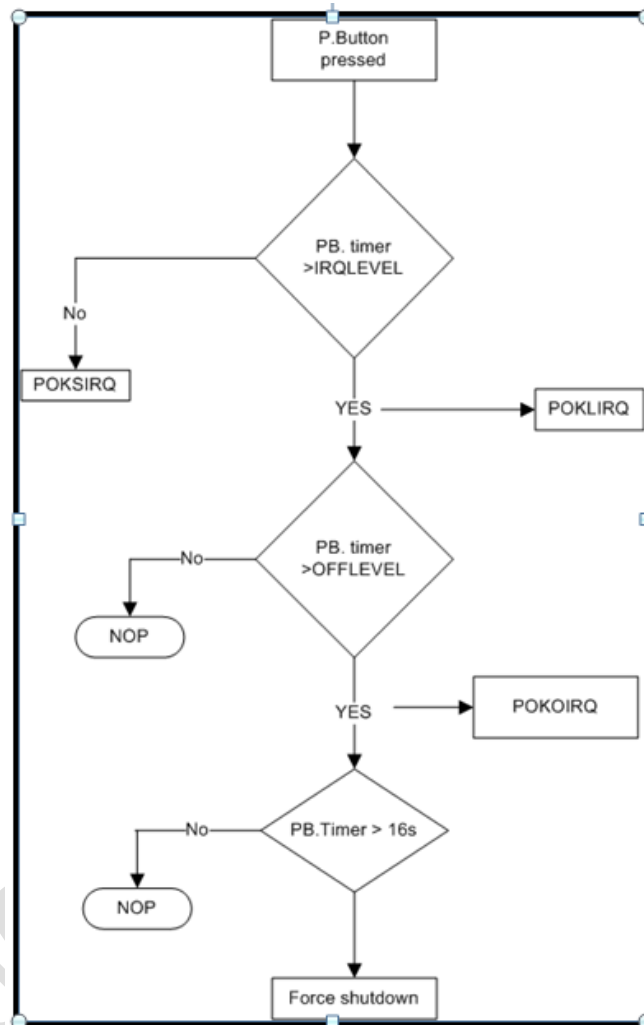 P.Button
pressed
PB. timer
>IRQLEVEL
No
POKSIRQ
YES
POKLIRQ
PB. timer
>OFFLEVEL
No
NOP
YES
POKOIRQ
PB.Timer > 16s
No
NOP
Force shutdown